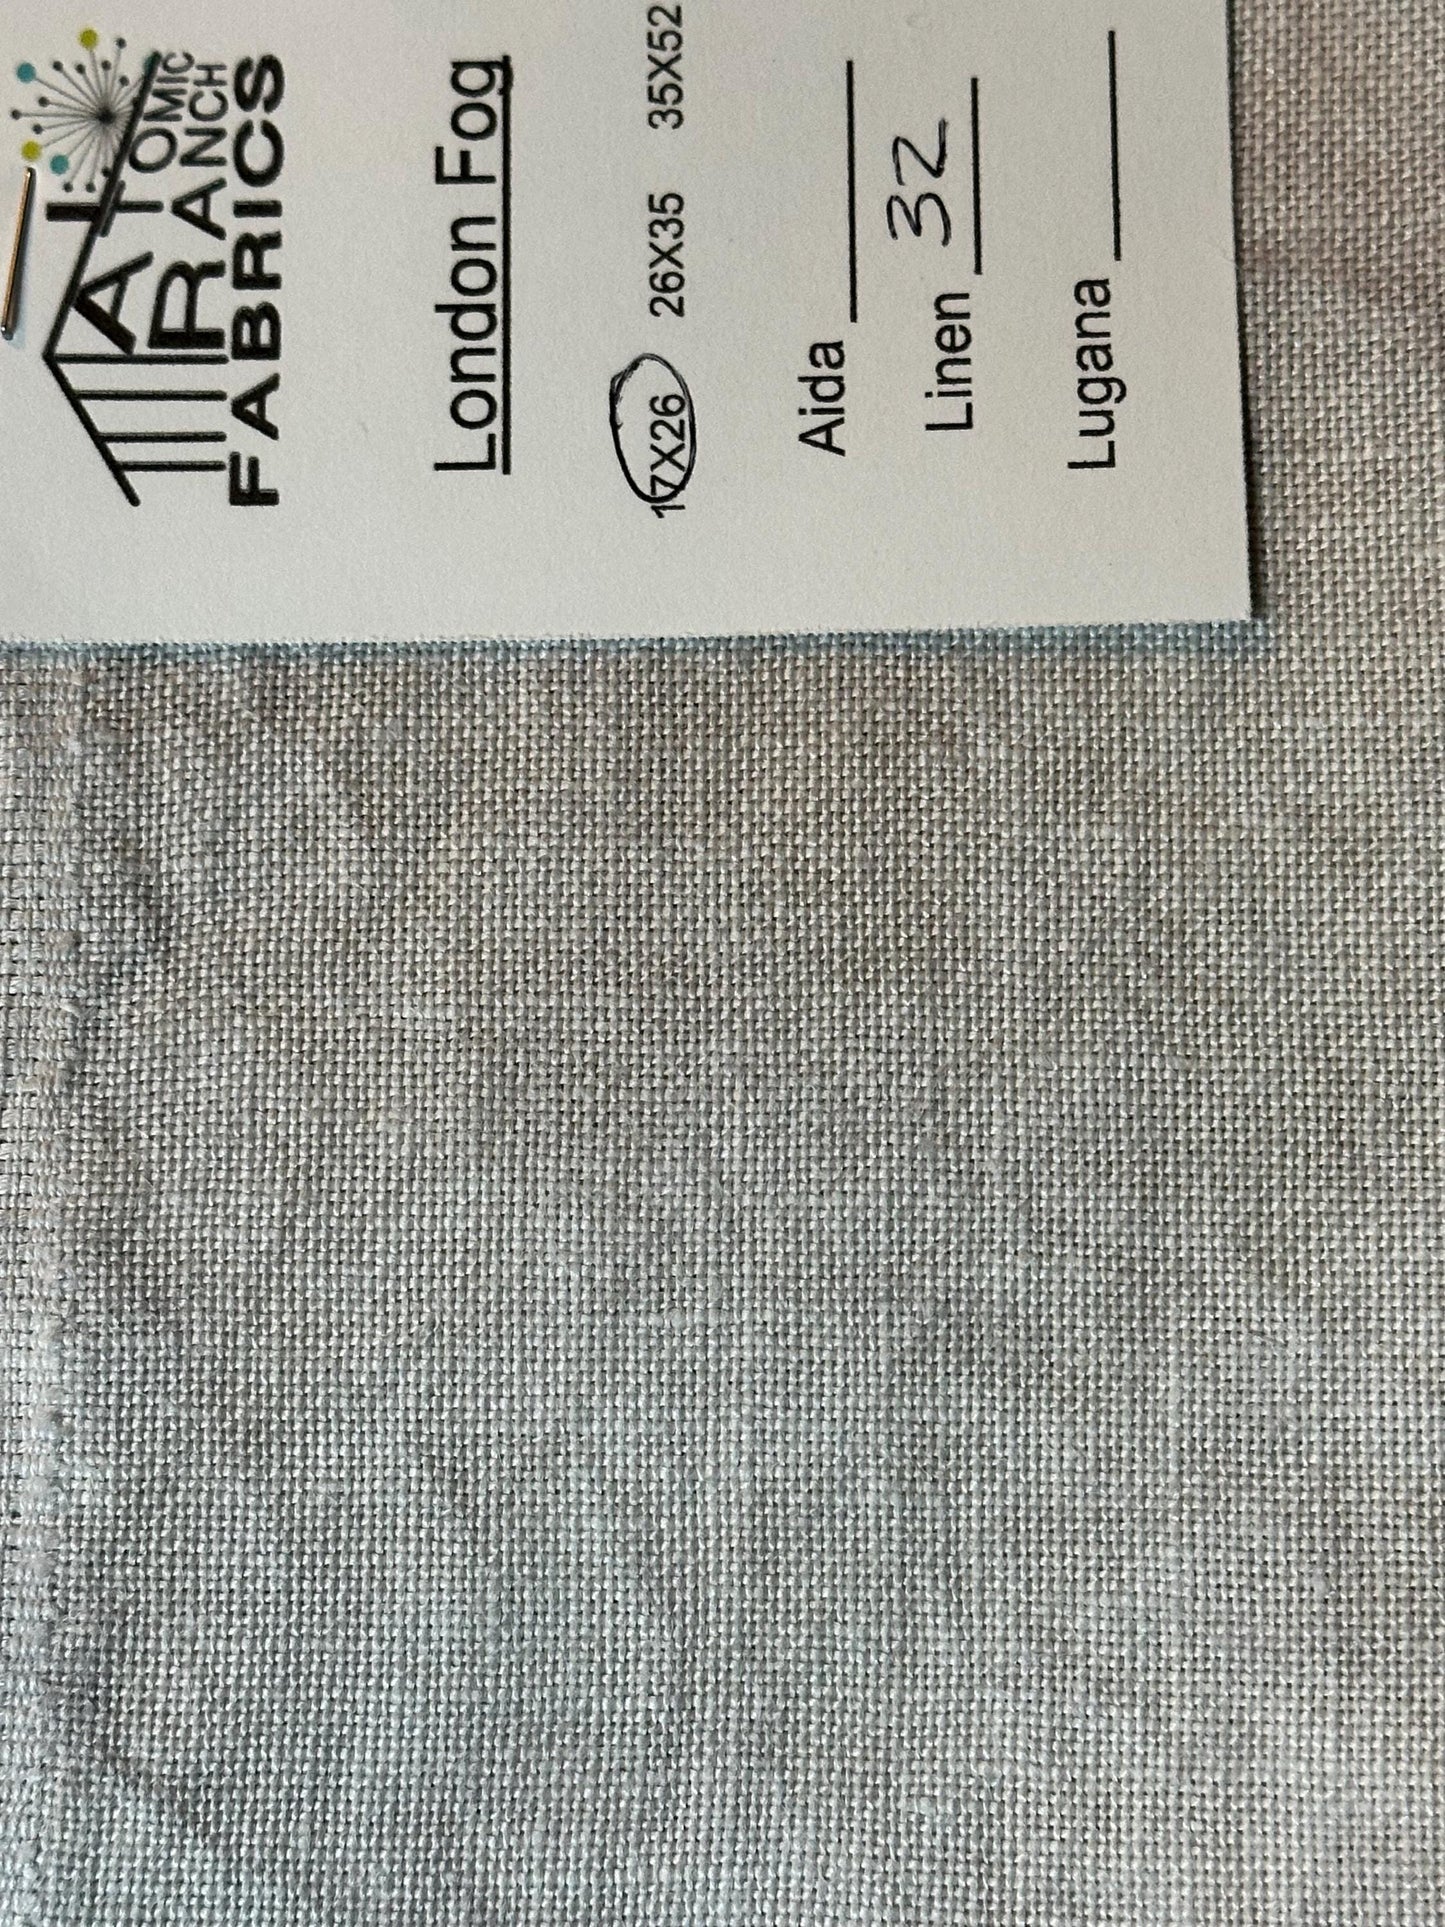 ATOMIC
RANCH
FABRICS
London Fog
17X26 26X35 35X52
Aida
Linen 32
Lugana